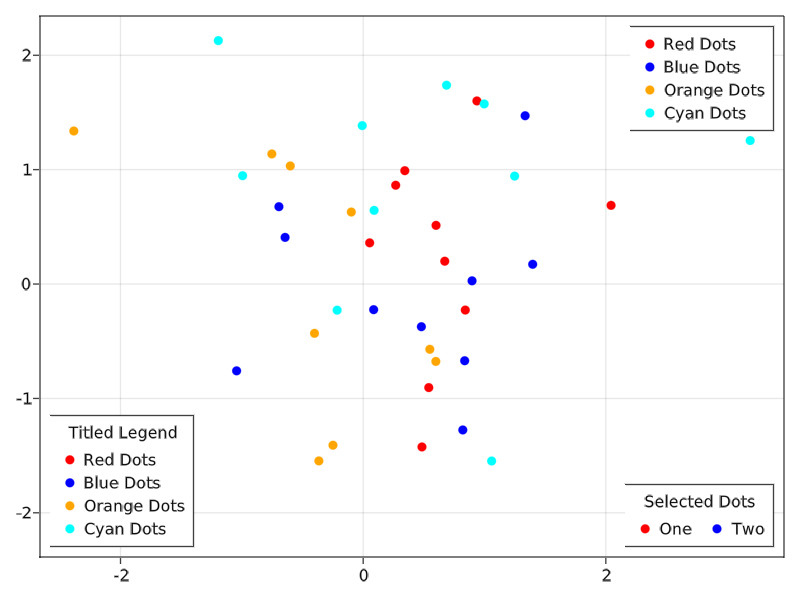 2
1
0
-1
-2
Red Dots
Blue Dots
Orange Dots
Cyan Dots
Titled Legend
Red Dots
Blue Dots
Orange Dots
Cyan Dots
Selected Dots
One Two
-2 0 2